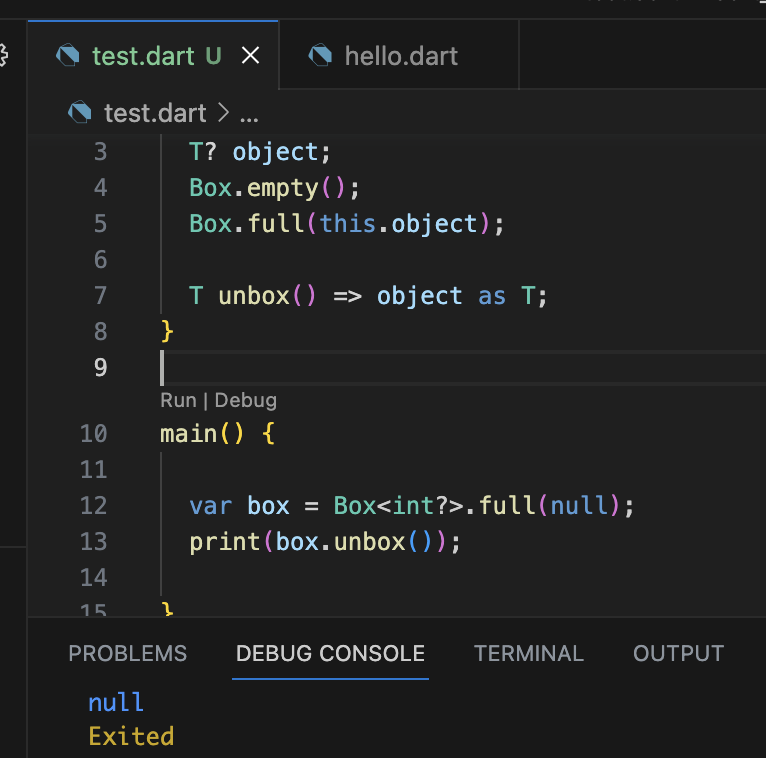 test.dart U
hello.dart
test.dart > ...
3 T? object;
4 Box.empty();
5 Box.full(this.object);
6
7 T unbox() => object as T;
8 }
9
Run | Debug
10 main() {
11
12 var box = Box<int?>.full(null);
13 print(box.unbox());
14
15 }
PROBLEMS DEBUG CONSOLE TERMINAL OUTPUT
null
Exited